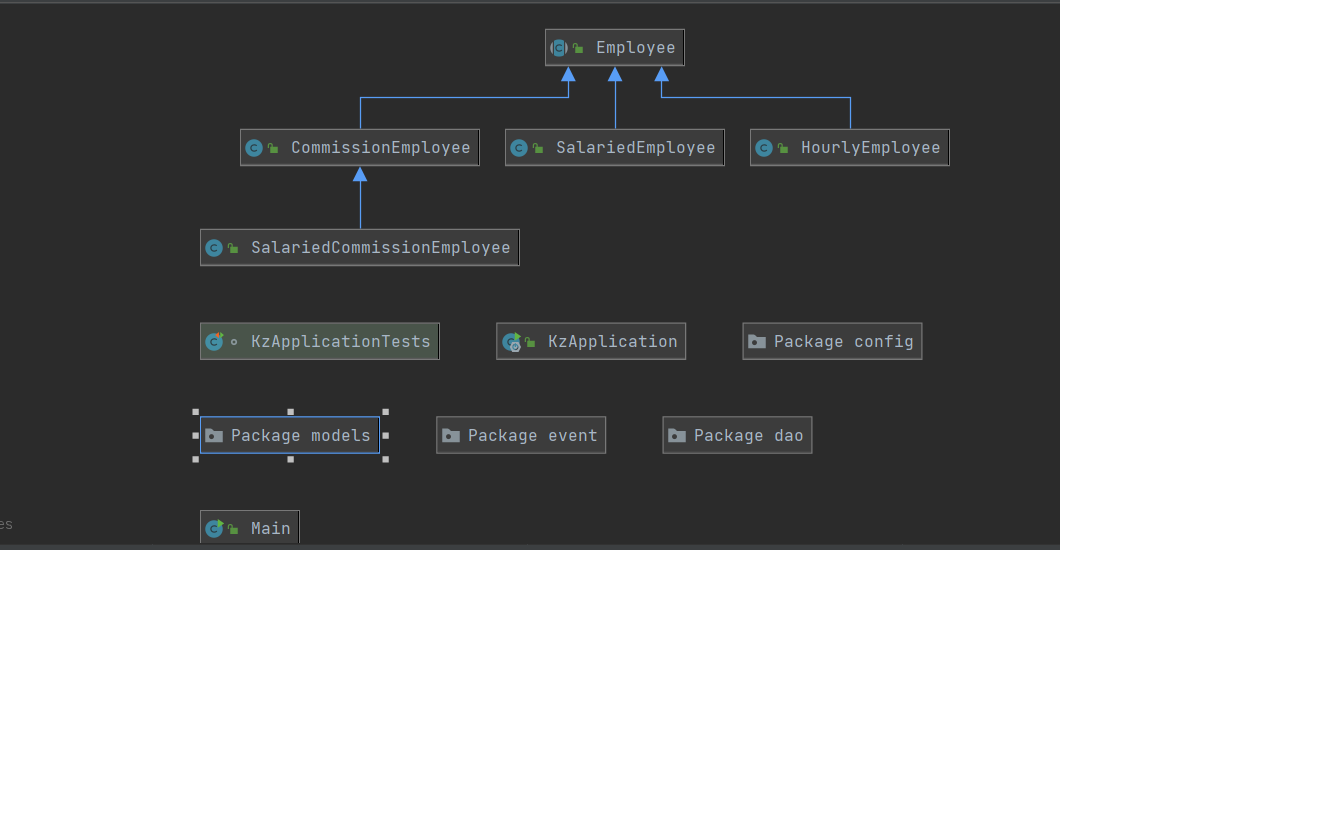 Employee
CommissionEmployee
SalariedEmployee
HourlyEmployee
SalariedCommissionEmployee
KzApplicationTests
KzApplication
Package config
Package models
Package event
Package dao
es
Main